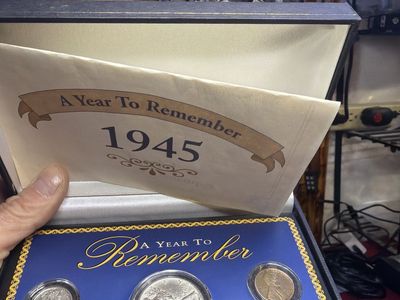 A Year To Remember
1945
A YEAR TO
Remember